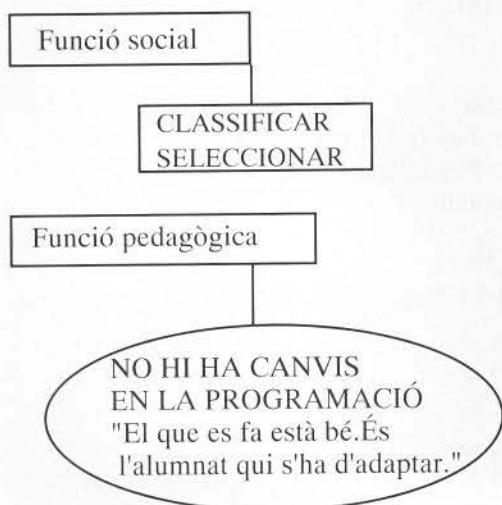 Funció social
CLASSIFICAR
SELECCIONAR
Funció pedagògica
NO HI HA CANVIS
EN LA PROGRAMACIÓ
"El que es fa està bé.És
l'alumnat qui s'ha d'adaptar."